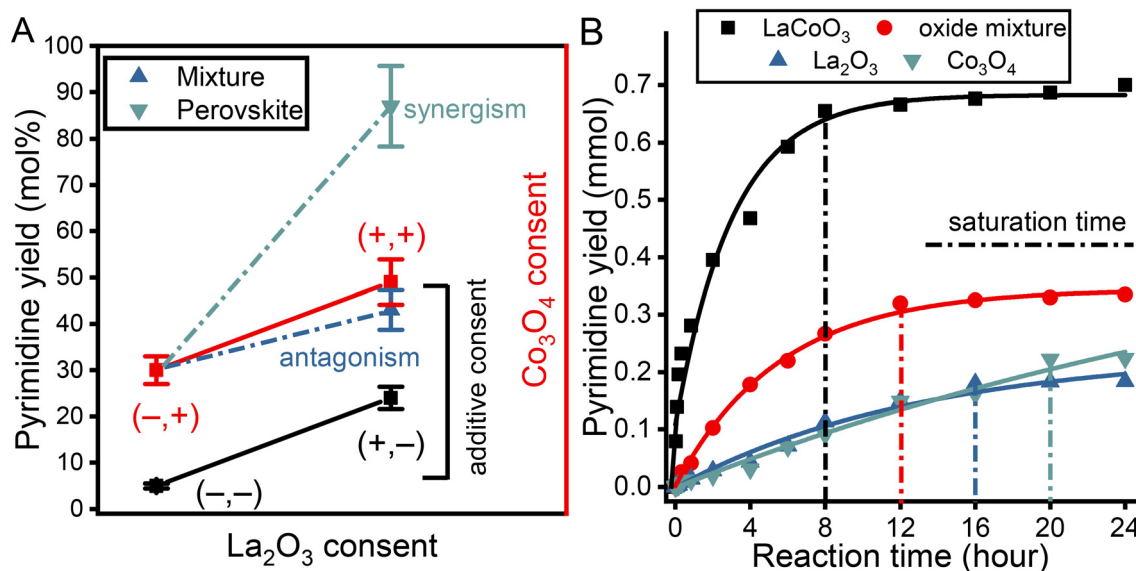 A
Pyrimidine yield (mol%)
100
90
80
70
60
50
40
30
20
10
0
Mixture
Perovskite
synergism
(+,+)
antagonism
(–,+)
(+,–)
(–,–)
additive consent
Co₃O₄ consent
La₂O₃ consent
B
Pyrimidine yield (mmol)
LaCoO₃ oxide mixture
La₂O₃ Co₃O₄
0.7
0.6
0.5
0.4
0.3
0.2
0.1
0.0
saturation time
0 4 8 12 16 20 24
Reaction time (hour)